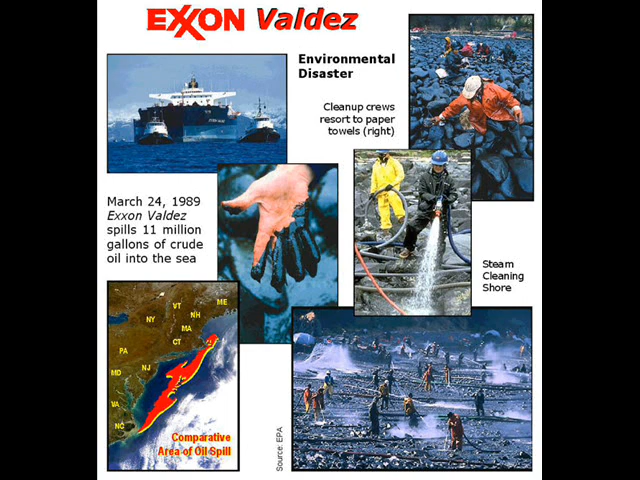 EXXON Valdez
Environmental
Disaster
Cleanup crews
resort to paper
towels (right)
March 24, 1989
Exxon Valdez
spills 11 million
gallons of crude
oil into the sea
Steam
Cleaning
Shore
ME
VT
NH
NY
MA
CT
PA
NJ
MD
VA
NC
Comparative
Area of Oil Spill
Source: EPA